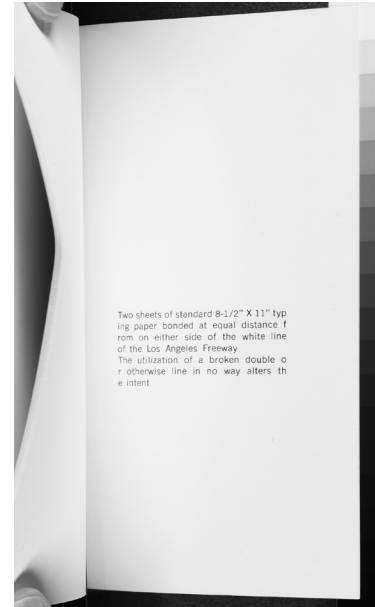 Two sheets of standard 8-1/2” X 11” typ
ing paper bonded at equal distance f
rom on either side of the white line
of the Los Angeles Freeway
The utilization of a broken double o
r otherwise line in no way alters th
e intent